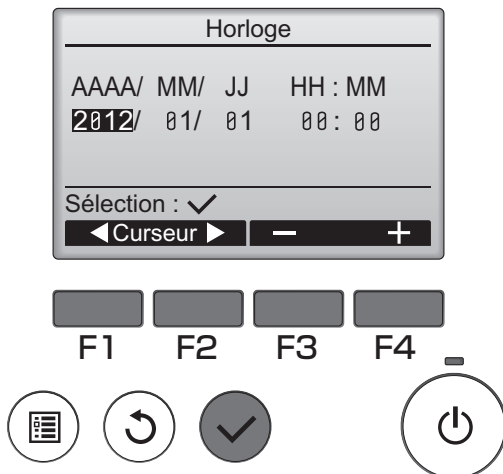 Horloge
AAAA/ MM/ JJ HH : MM
2012/ 01/ 01 00: 00
Sélection : ✓
◀Curseur ▶ − +
F1 F2 F3 F4